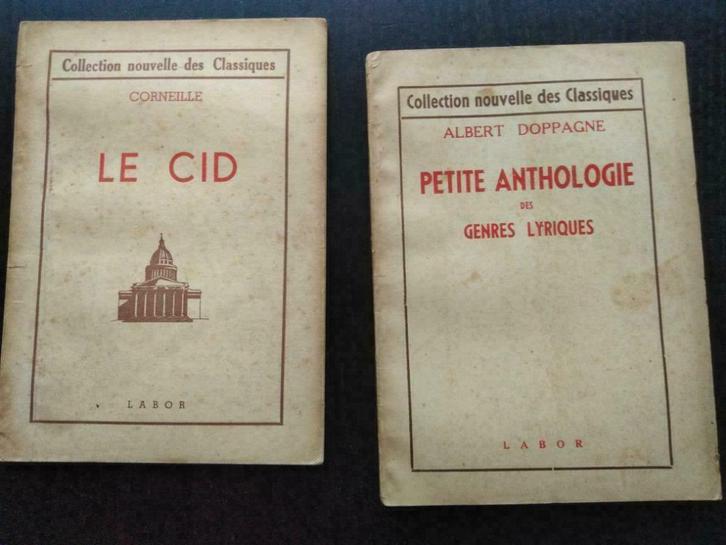 Collection nouvelle des Classiques
CORNEILLE
LE CID
LABOR
Collection nouvelle des Classiques
ALBERT DOPPAGNE
PETITE ANTHOLOGIE
DES
GENRES LYRIQUES
LABOR